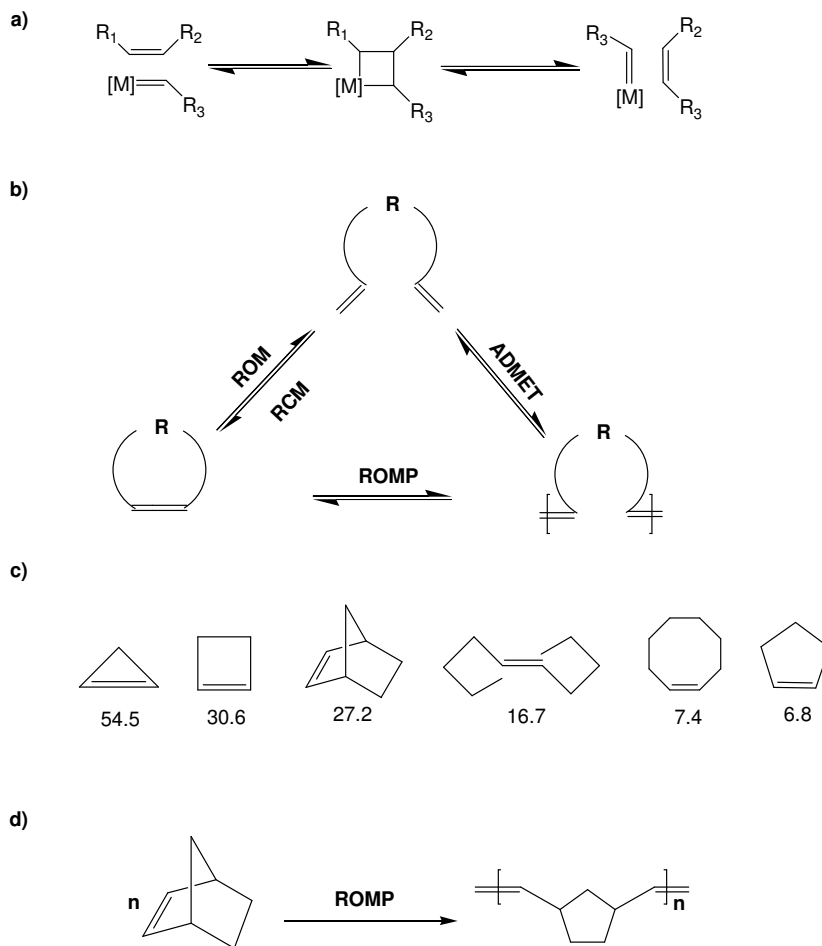 a)
R1 R2
[M] R3
R1 R2
[M] R3
R3 R2
[M] R3
b)
R
ROM
RCM
ADMET
R
ROMP
R
c)
54.5 30.6 27.2 16.7 7.4 6.8
d)
n ROMP n